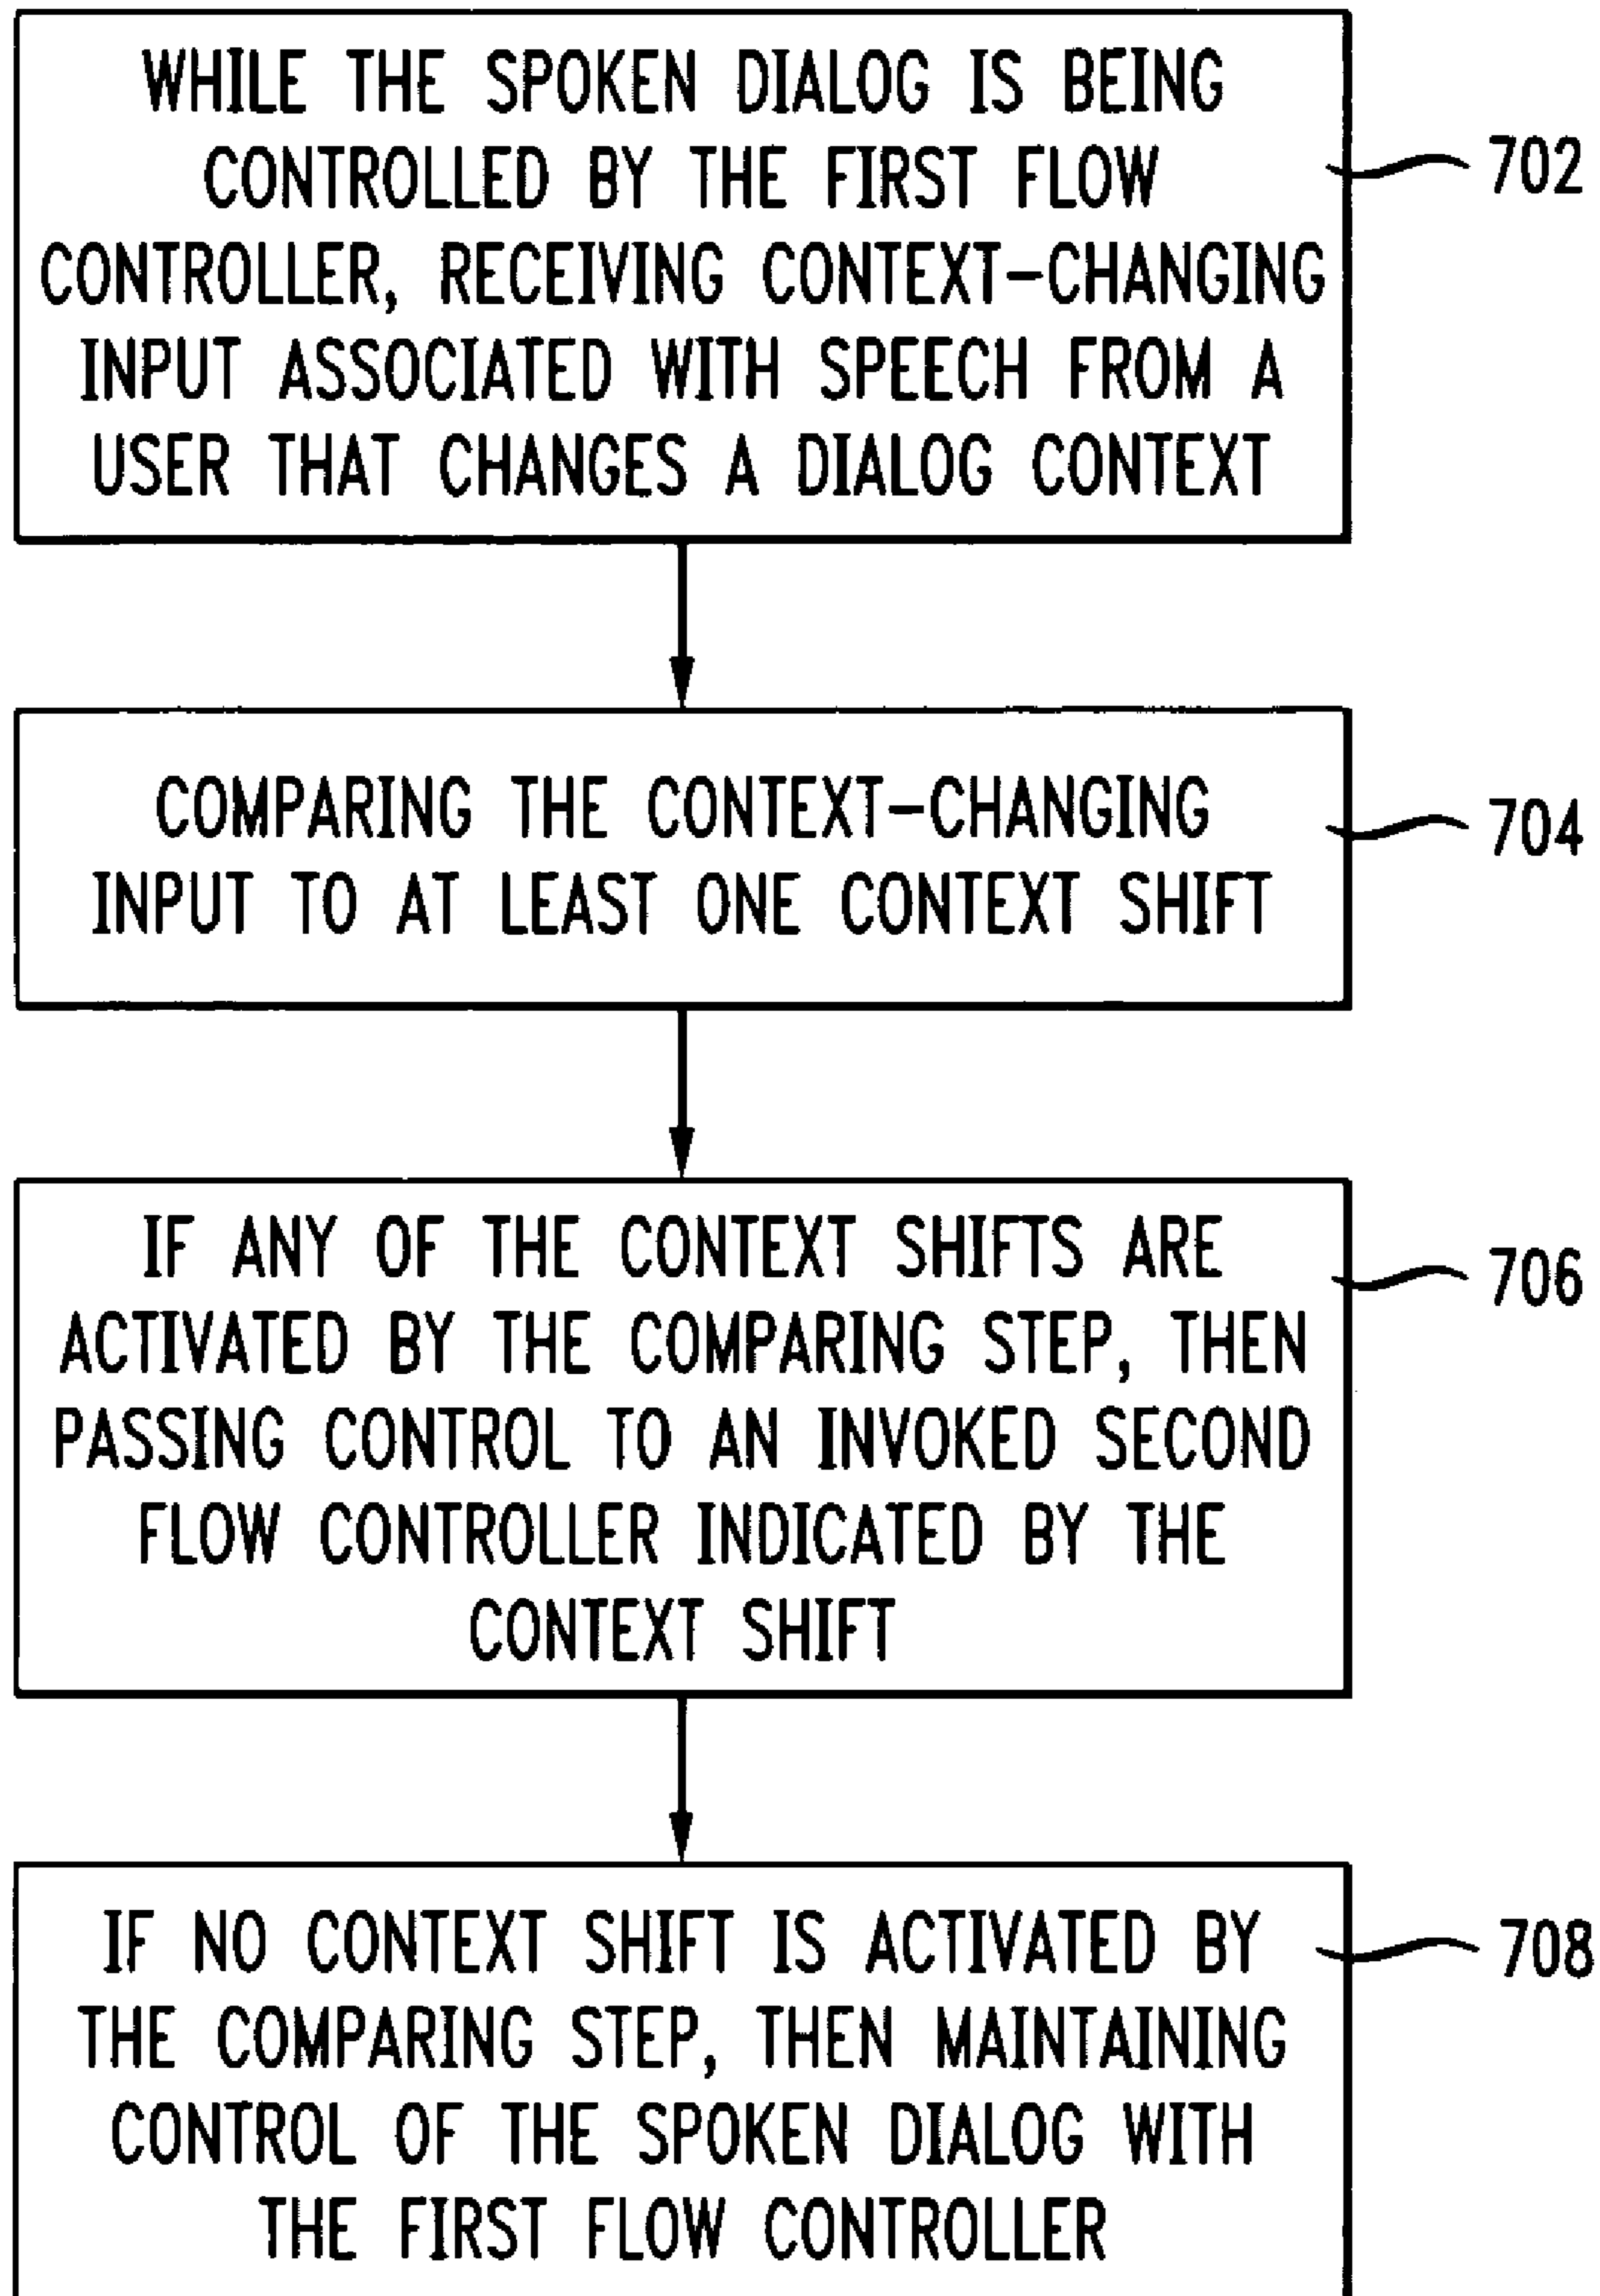 WHILE THE SPOKEN DIALOG IS BEING
CONTROLLED BY THE FIRST FLOW
CONTROLLER, RECEIVING CONTEXT-CHANGING
INPUT ASSOCIATED WITH SPEECH FROM A
USER THAT CHANGES A DIALOG CONTEXT
702
COMPARING THE CONTEXT-CHANGING
INPUT TO AT LEAST ONE CONTEXT SHIFT
704
IF ANY OF THE CONTEXT SHIFTS ARE
ACTIVATED BY THE COMPARING STEP, THEN
PASSING CONTROL TO AN INVOKED SECOND
FLOW CONTROLLER INDICATED BY THE
CONTEXT SHIFT
706
IF NO CONTEXT SHIFT IS ACTIVATED BY
THE COMPARING STEP, THEN MAINTAINING
CONTROL OF THE SPOKEN DIALOG WITH
THE FIRST FLOW CONTROLLER
708